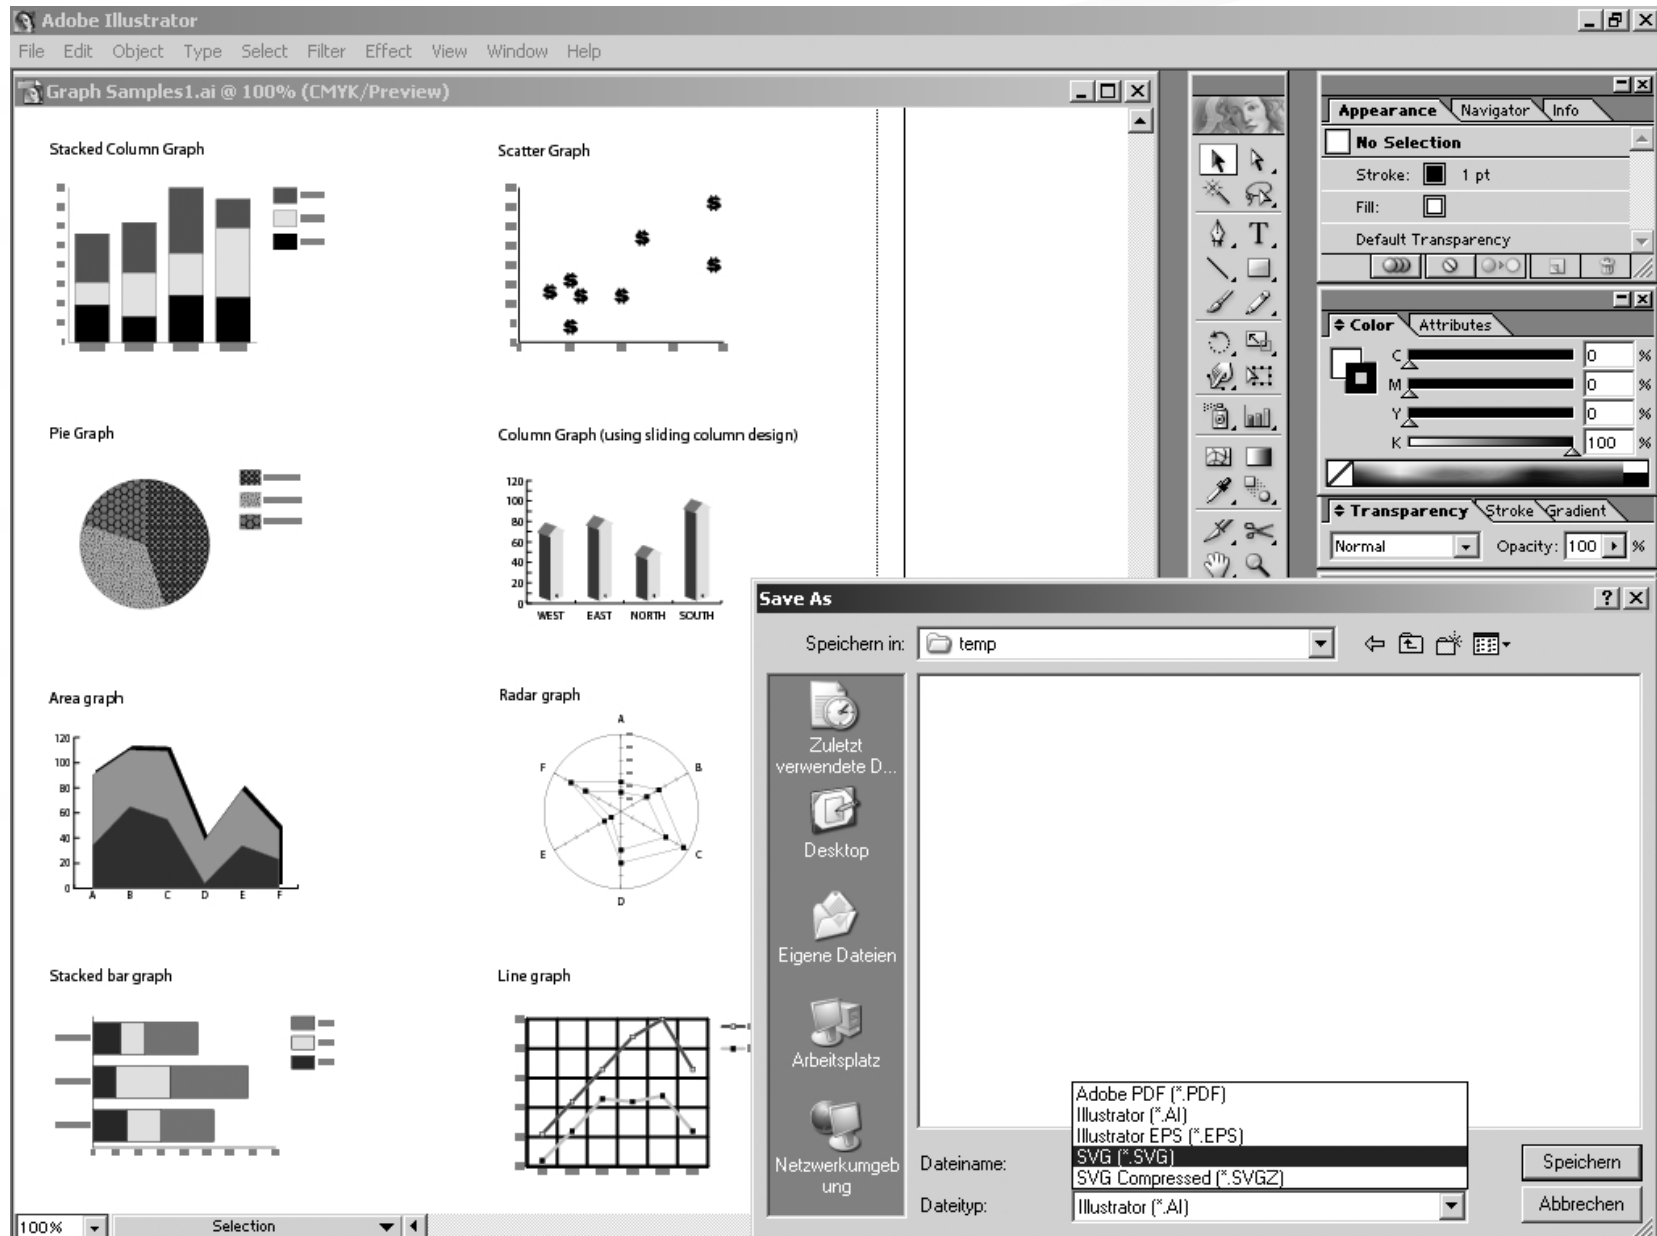 Adobe Illustrator
File Edit Object Type Select Filter Effect View Window Help
Graph Samples1.ai @ 100% (CMYK/Preview)
Stacked Column Graph
Scatter Graph
$
$
$
$
$
$
$
$
Pie Graph
Column Graph (using sliding column design)
120
100
80
60
40
20
0
WEST EAST NORTH SOUTH
Area graph
120
100
80
60
40
20
0
A B C D E F
Radar graph
A
B
C
D
E
F
Stacked bar graph
Line graph
100%
Selection
T
Appearance Navigator Info
No Selection
Stroke: 1 pt
Fill:
Default Transparency
Color Attributes
C 0 %
M 0 %
Y 0 %
K 100 %
Transparency Stroke Gradient
Normal Opacity: 100 %
Save As
Speichern in: temp
Zuletzt
verwendete D...
Desktop
Eigene Dateien
Arbeitsplatz
Netzwerkumgeb
ung
Adobe PDF (*.PDF)
Illustrator (*.AI)
Illustrator EPS (*.EPS)
SVG (*.SVG)
SVG Compressed (*.SVGZ)
Dateiname:
Speichern
Dateityp: Illustrator (*.AI)
Abbrechen